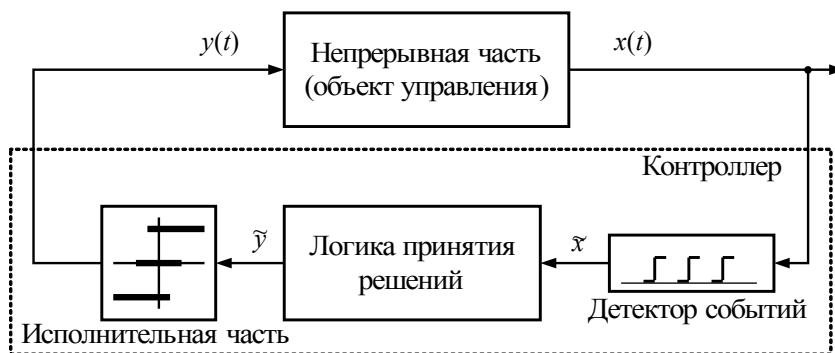 y(t)
Непрерывная часть
(объект управления)
x(t)
Контроллер
ỹ
Логика принятия
решений
x̃
Детектор событий
Исполнительная часть